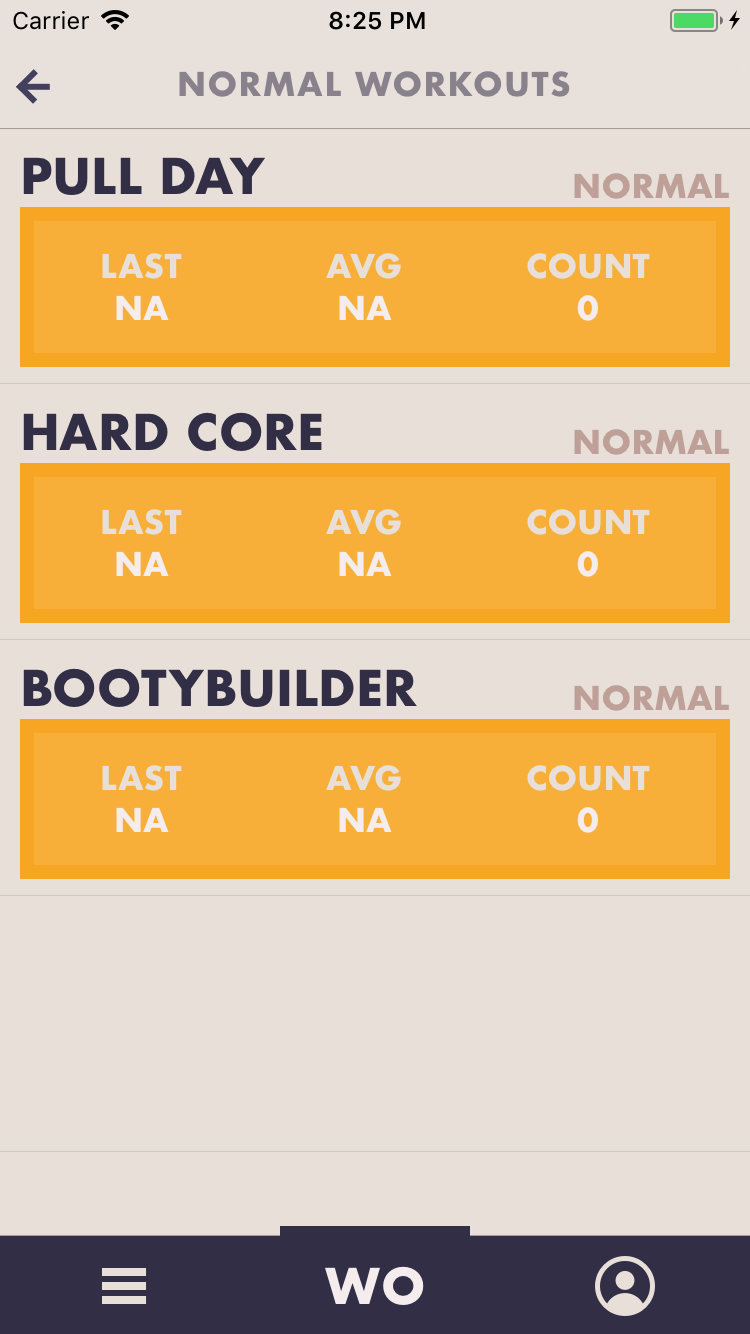 Carrier 8:25 PM
NORMAL WORKOUTS
PULL DAY NORMAL
LAST AVG COUNT
NA NA 0
HARD CORE NORMAL
LAST AVG COUNT
NA NA 0
BOOTYBUILDER NORMAL
LAST AVG COUNT
NA NA 0
WO